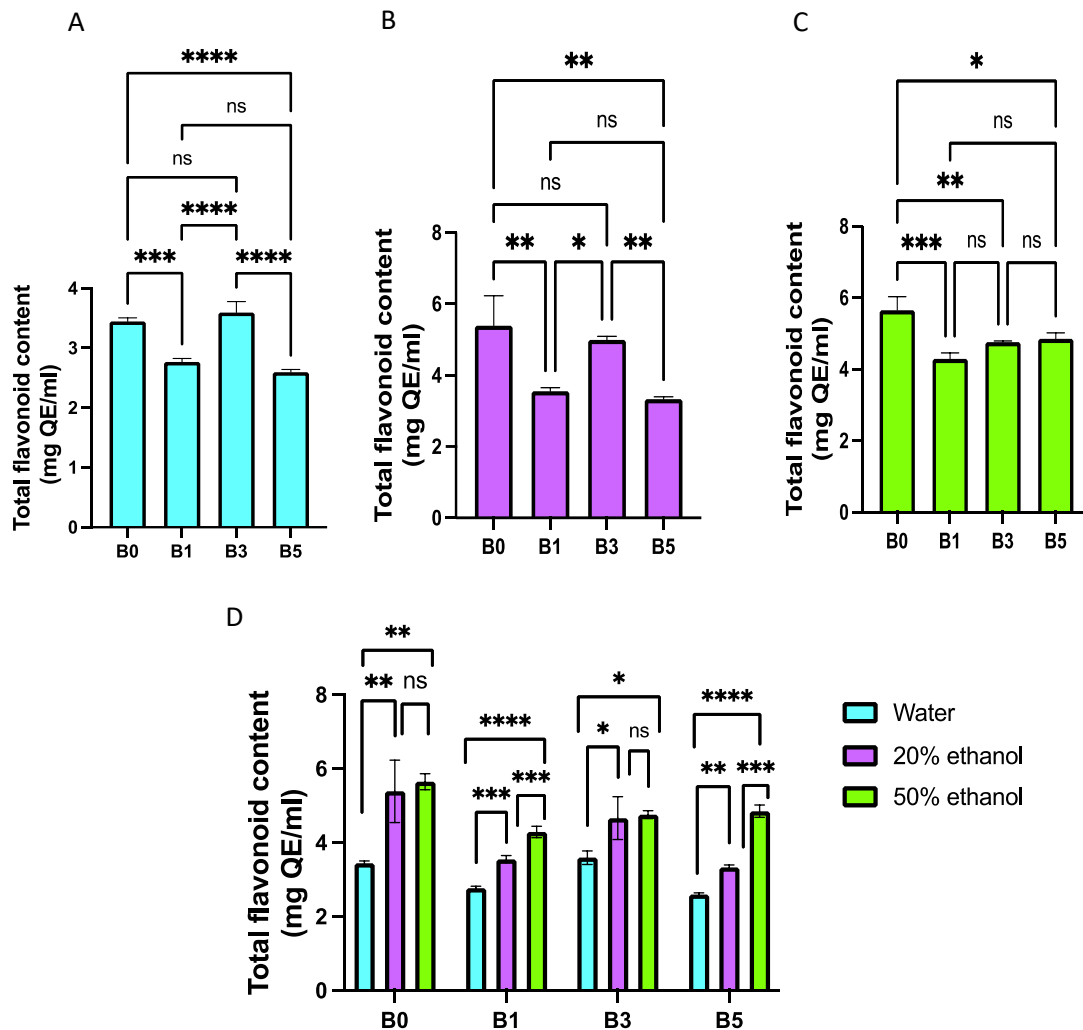 A
****
ns
ns
****
***
****
Total flavonoid content
(mg QE/ml)
4
3
2
1
0
B0 B1 B3 B5
B
**
ns
ns
**
*
**
Total flavonoid content
(mg QE/ml)
8
6
4
2
0
B0 B1 B3 B5
C
*
ns
**
***
ns
ns
Total flavonoid content
(mg QE/ml)
8
6
4
2
0
B0 B1 B3 B5
D
**
** ns
****
***
***
*
*
ns
****
**
***
Total flavonoid content
(mg QE/ml)
8
6
4
2
0
B0 B1 B3 B5
Water
20% ethanol
50% ethanol